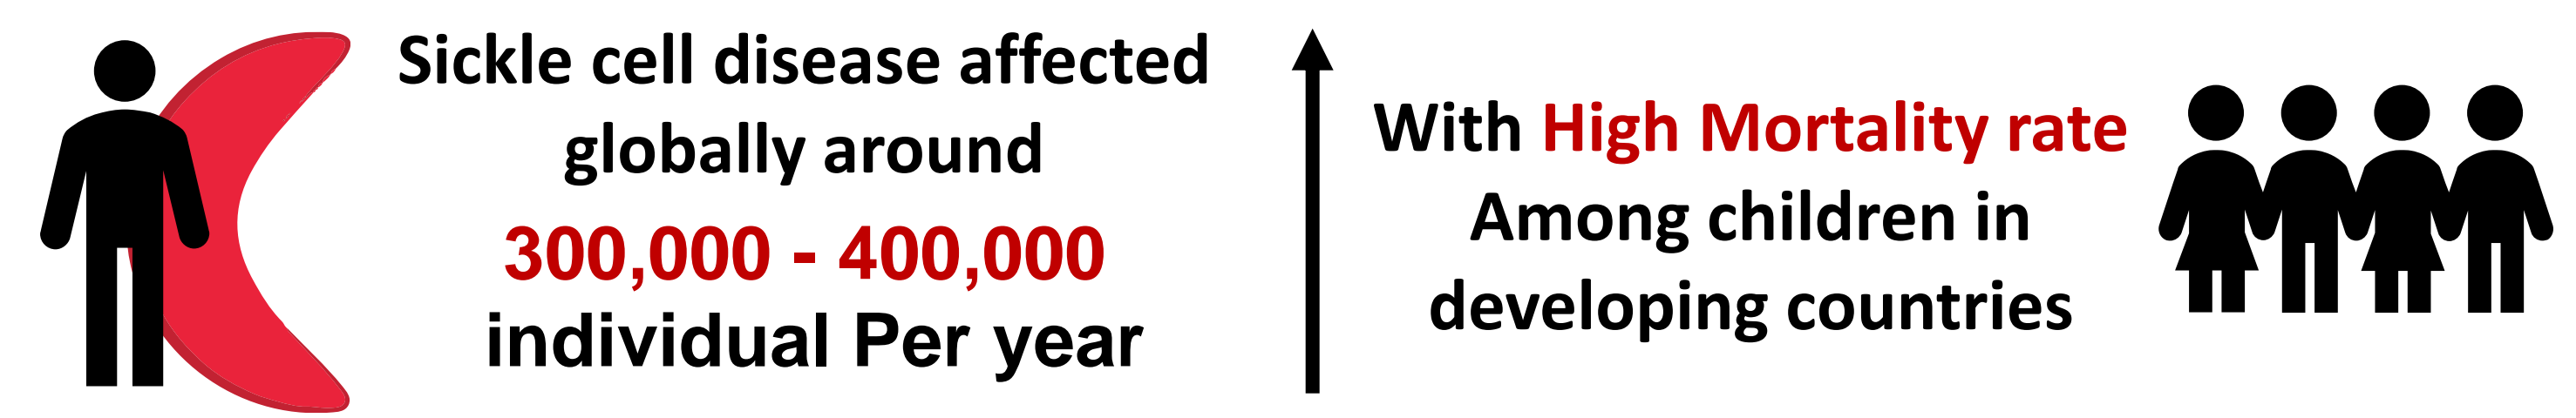 Sickle cell disease affected
globally around
300,000 - 400,000
individual Per year
With High Mortality rate
Among children in
developing countries